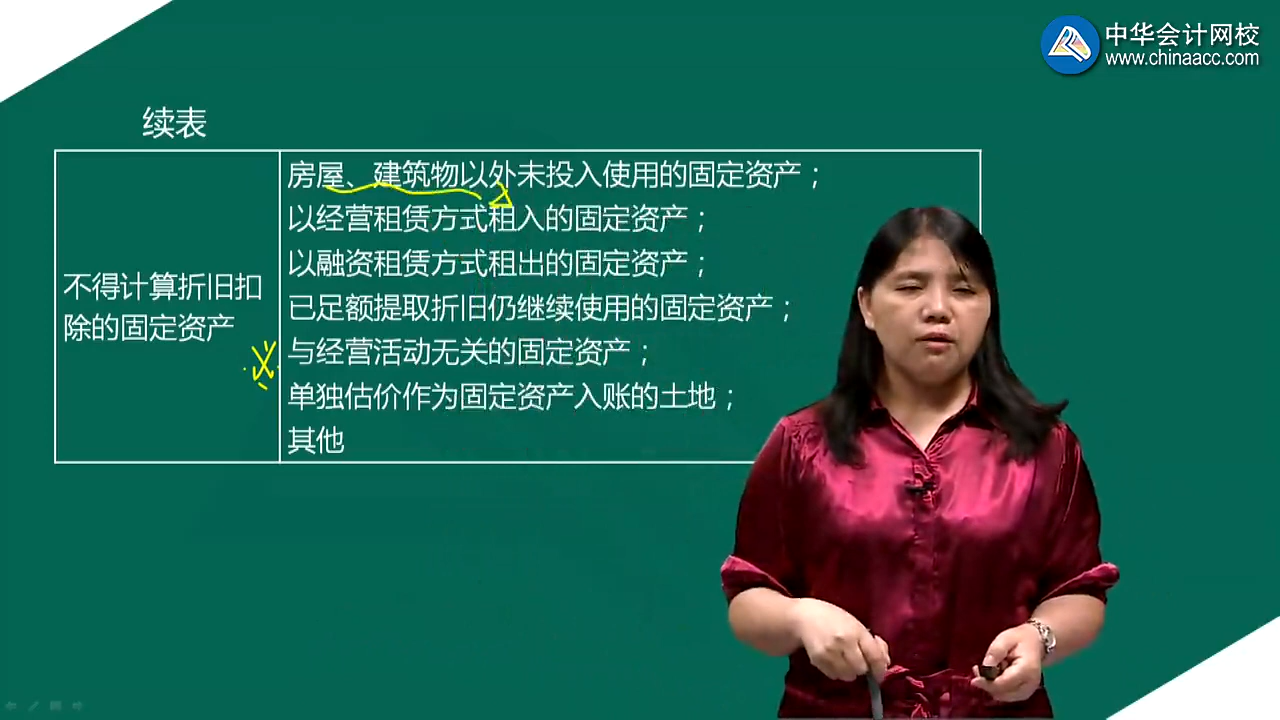 中华会计网校
www.chinaacc.com
续表
不得计算折旧扣
除的固定资产
房屋、建筑物以外未投入使用的固定资产；
以经营租赁方式租入的固定资产；
以融资租赁方式租出的固定资产；
已足额提取折旧仍继续使用的固定资产；
与经营活动无关的固定资产；
单独估价作为固定资产入账的土地；
其他